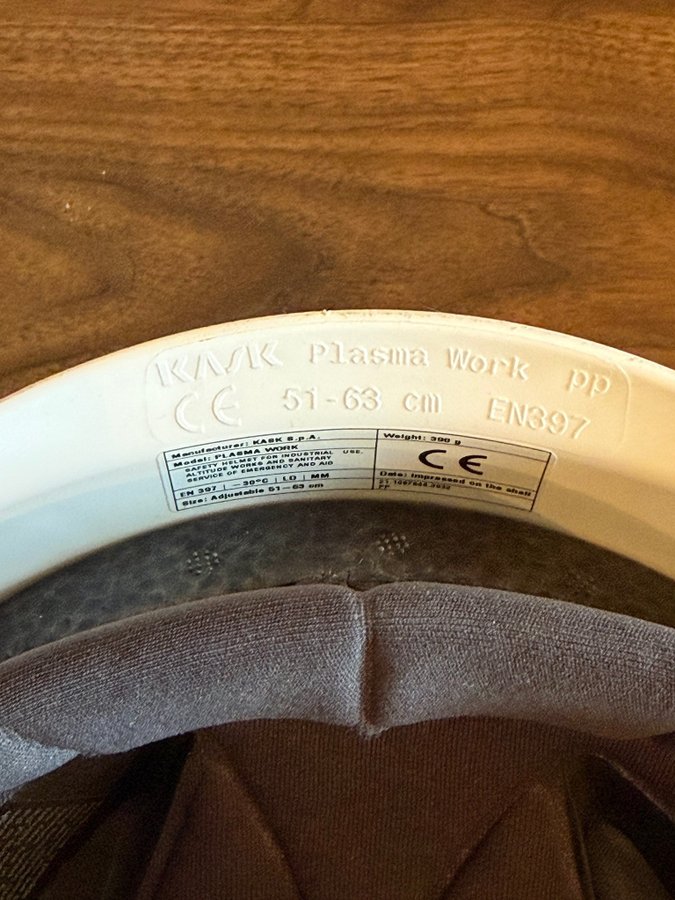 KASK Plasma Work pp
CE 51-63 cm EN397
Manufacturer: KASK S.p.A.
Model: PLASMA WORK
SAFETY HELMET FOR INDUSTRIAL USE.
ALTITUDE WORKS AND SANITARY
SERVICE OF EMERGENCY AND AID
EN 397 | -30°C | LD | MM
Size: Adjustable 51-63 cm
Weight: 390 g
CE
Date: Impressed on the shell